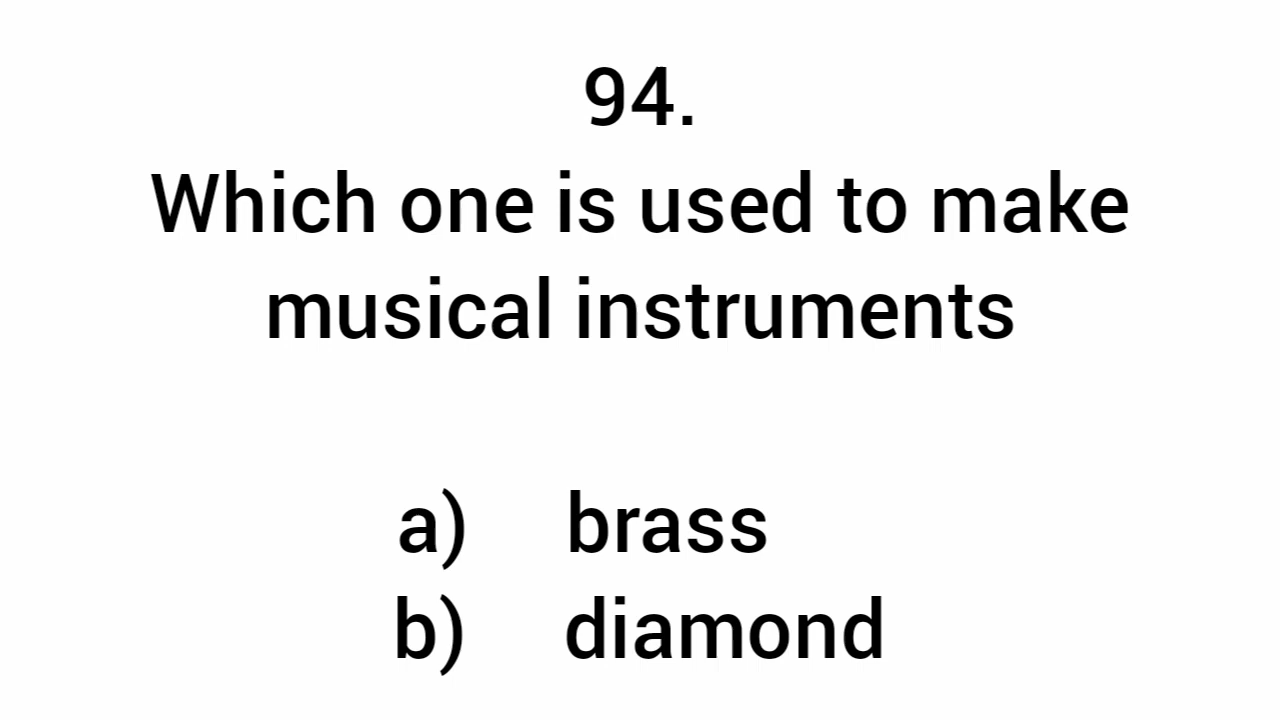 94.
Which one is used to make
musical instruments
a) brass
b) diamond